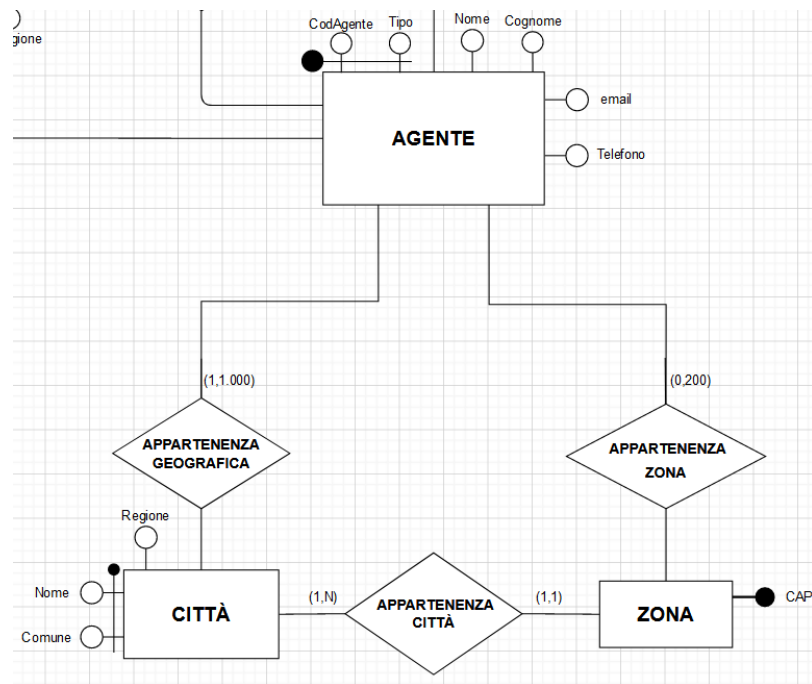 CodAgente
Tipo
Nome
Cognome
gione
email
AGENTE
Telefono
(1,1.000)
(0,200)
APPARTENENZA
GEOGRAFICA
APPARTENENZA
ZONA
Regione
Nome
CITTÀ
Comune
(1,N)
APPARTENENZA
CITTÀ
(1,1)
ZONA
CAP